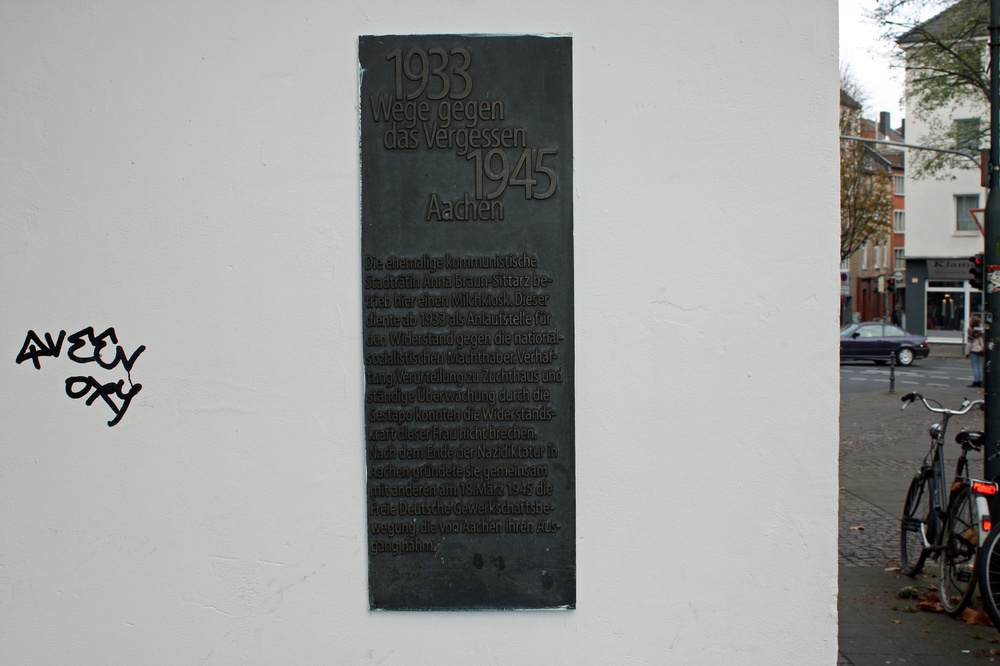 1933
Wege gegen
das Vergessen
1945
Aachen
Die ehemalige kommunistische
Stadträtin Anna Braun-Sittarz be-
trieb hier einen Milchkiosk. Dieser
diente ab 1933 als Anlaufstelle für
den Widerstand gegen die national-
sozialistischen Machthaber. Verhaf-
tung, Verurteilung zu Zuchthaus und
ständige Überwachung durch die
Gestapo konnten die Widerstands-
kraft dieser Frau nicht brechen.
Nach dem Ende der Nazidiktatur in
Aachen gründete sie gemeinsam
mit anderen am 18. März 1945 die
Freie Deutsche Gewerkschaftsbe-
wegung, die von Aachen ihren Aus-
gang nahm.
OXY